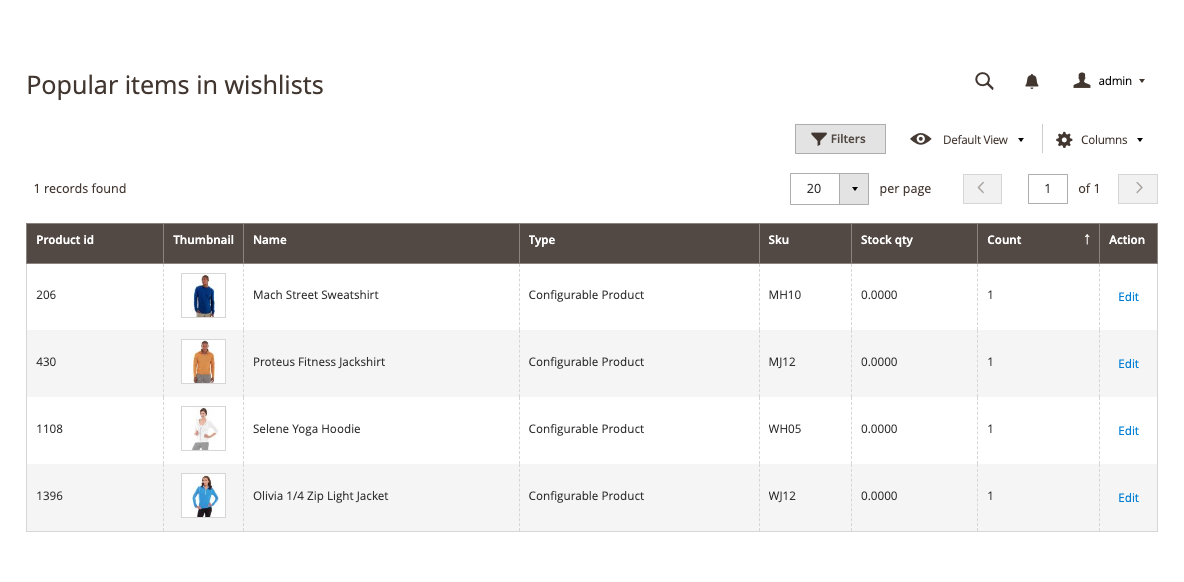 Popular items in wishlists
admin
Filters
Default View
Columns
1 records found
20
per page
1
of 1
Product id Thumbnail Name Type Sku Stock qty Count ↑ Action
206 Mach Street Sweatshirt Configurable Product MH10 0.0000 1 Edit
430 Proteus Fitness Jackshirt Configurable Product MJ12 0.0000 1 Edit
1108 Selene Yoga Hoodie Configurable Product WH05 0.0000 1 Edit
1396 Olivia 1/4 Zip Light Jacket Configurable Product WJ12 0.0000 1 Edit